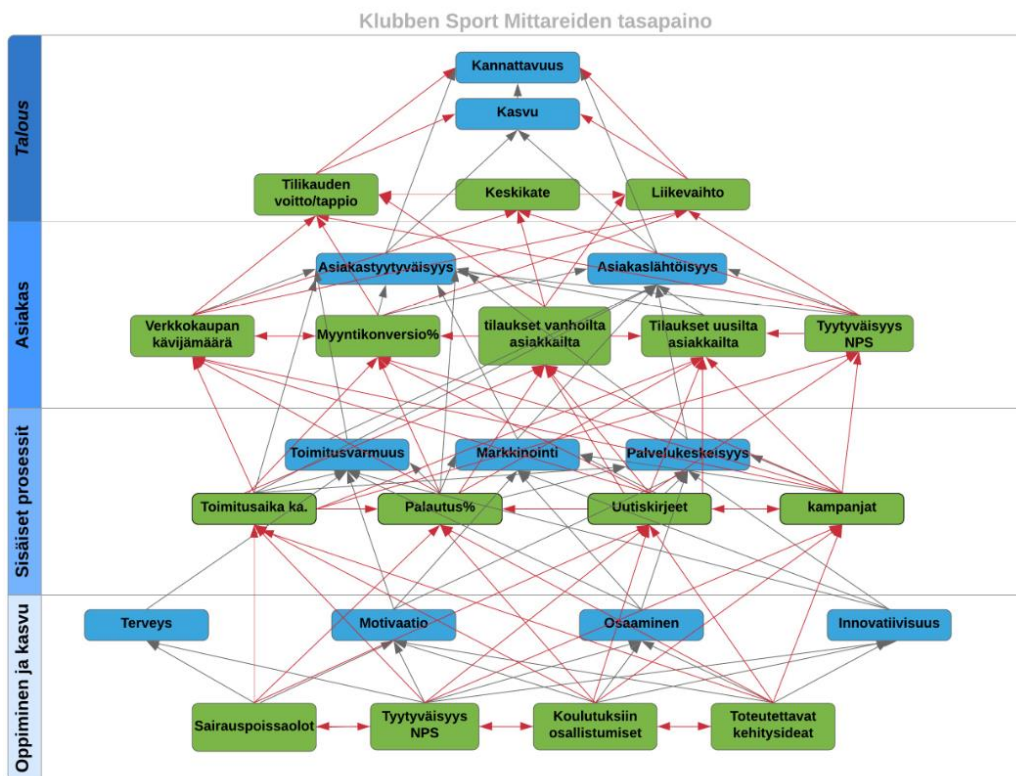 Klubben Sport Mittareiden tasapaino
Talous
Kannattavuus
Kasvu
Tilikauden
voitto/tappio
Keskikate
Liikevaihto
Asiakas
Asiakastyytyväisyys
Asiakaslähtöisyys
Verkkokaupan
kävijämäärä
Myyntikonversio%
tilaukset vanhoilta
asiakkailta
Tilaukset uusilta
asiakkailta
Tyytyväisyys
NPS
Sisäiset prosessit
Toimitusvarmuus
Markkinointi
Palvelukeskeisyys
Toimitusaika ka.
Palautus%
Uutiskirjeet
kampanjat
Oppiminen ja kasvu
Terveys
Motivaatio
Osaaminen
Innovatiivisuus
Sairauspoissaolot
Tyytyväisyys
NPS
Koulutuksiin
osallistumiset
Toteutettavat
kehitysideat